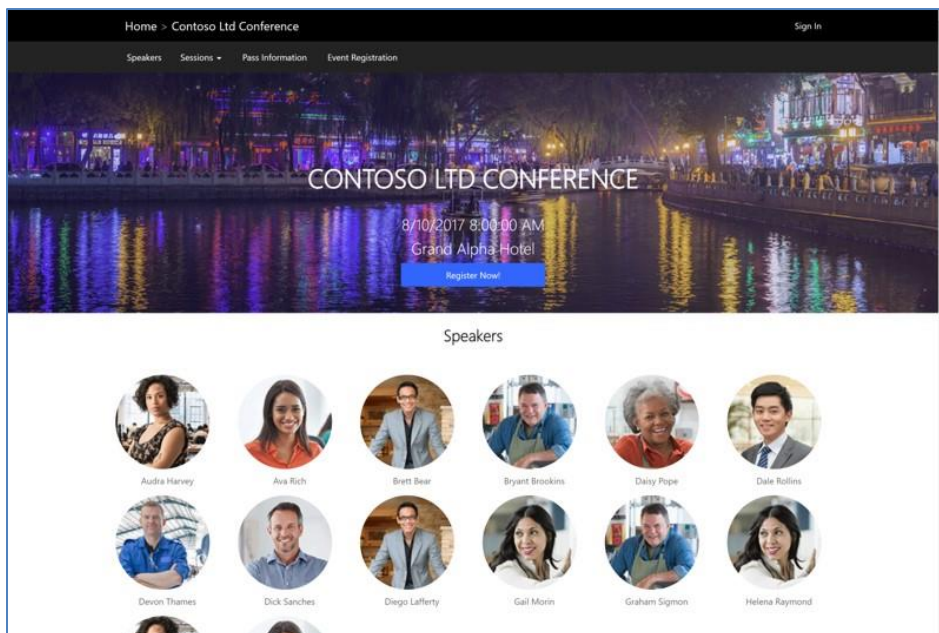 Home > Contoso Ltd Conference
Sign In
Speakers Sessions Pass Information Event Registration
CONTOSO LTD CONFERENCE
8/10/2017 8:00:00 AM
Grand Alpha Hotel
Register Now!
Speakers
Audra Harvey Ava Rich Brett Bear Bryant Brookins Daisy Pope Dale Rollins
Devon Thames Dick Sanches Diego Lafferty Gail Morin Graham Sigmon Helena Raymond